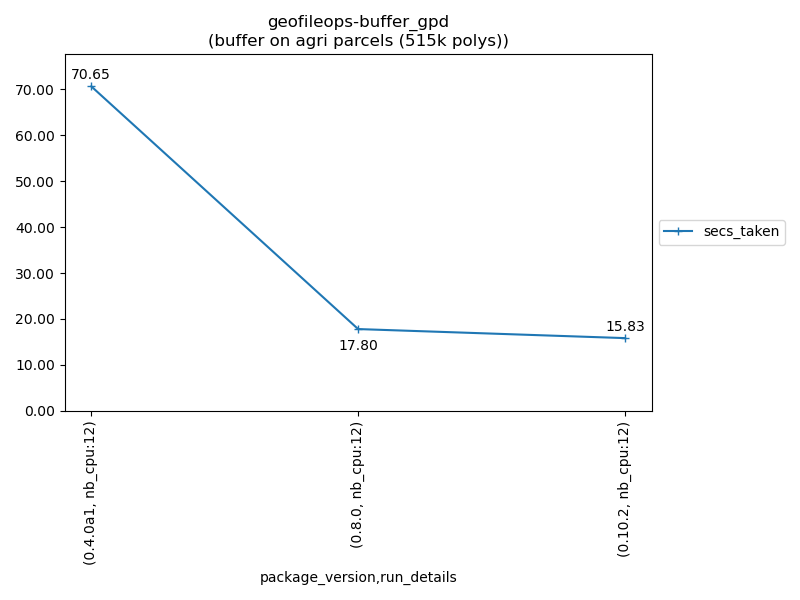 geofileops-buffer_gpd
(buffer on agri parcels (515k polys))
70.65
17.80
15.83
70.00
60.00
50.00
40.00
30.00
20.00
10.00
0.00
secs_taken
(0.4.0a1, nb_cpu:12)
(0.8.0, nb_cpu:12)
(0.10.2, nb_cpu:12)
package_version,run_details